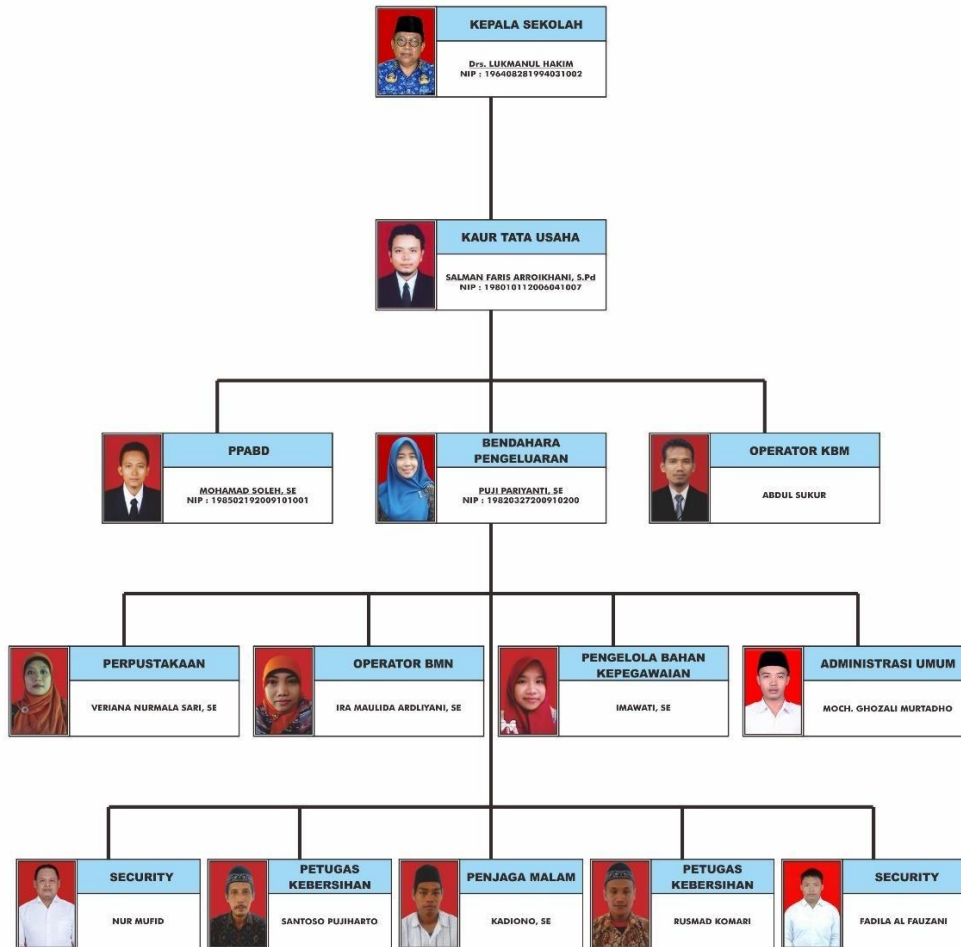 KEPALA SEKOLAH
Drs. LUKMANUL HAKIM
NIP : 196408281994031002
KAUR TATA USAHA
SALMAN FARIS ARROIKHANI, S.Pd
NIP : 198010112006041007
PPABD
MOHAMAD SOLEH, SE
NIP : 198502192009101001
BENDAHARA
PENGELUARAN
PUJI PARIYANTI, SE
NIP : 19820327200910200
OPERATOR KBM
ABDUL SUKUR
PERPUSTAKAAN
VERIANA NURMALA SARI, SE
OPERATOR BMN
IRA MAULIDA ARDLIYANI, SE
PENGELOLA BAHAN
KEPEGAWAIAN
IMAWATI, SE
ADMINISTRASI UMUM
MOCH. GHOZALI MURTADHO
SECURITY
NUR MUFID
PETUGAS
KEBERSIHAN
SANTOSO PUJIHARTO
PENJAGA MALAM
KADIONO, SE
PETUGAS
KEBERSIHAN
RUSMAD KOMARI
SECURITY
FADILA AL FAUZANI